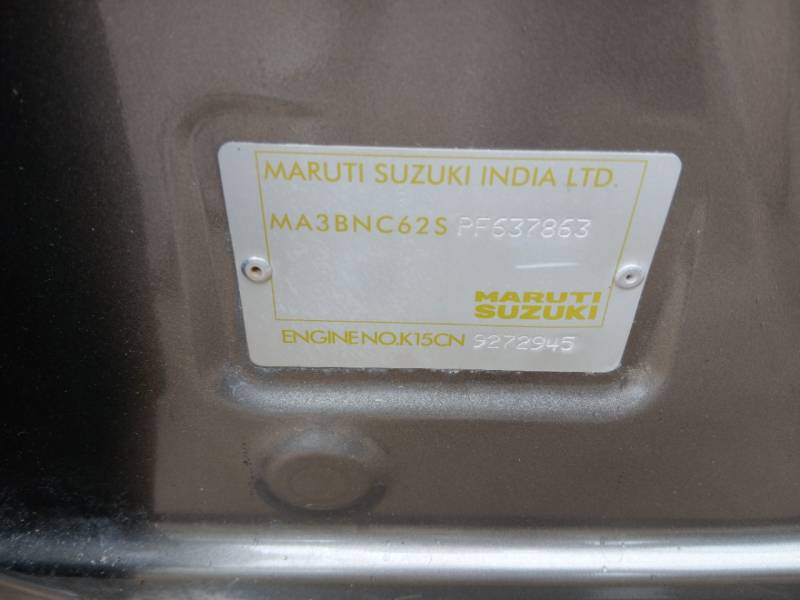 MARUTI SUZUKI INDIA LTD.
MA3BNC62S PF637863
MARUTI
SUZUKI
ENGINE NO.K15CN 9272945